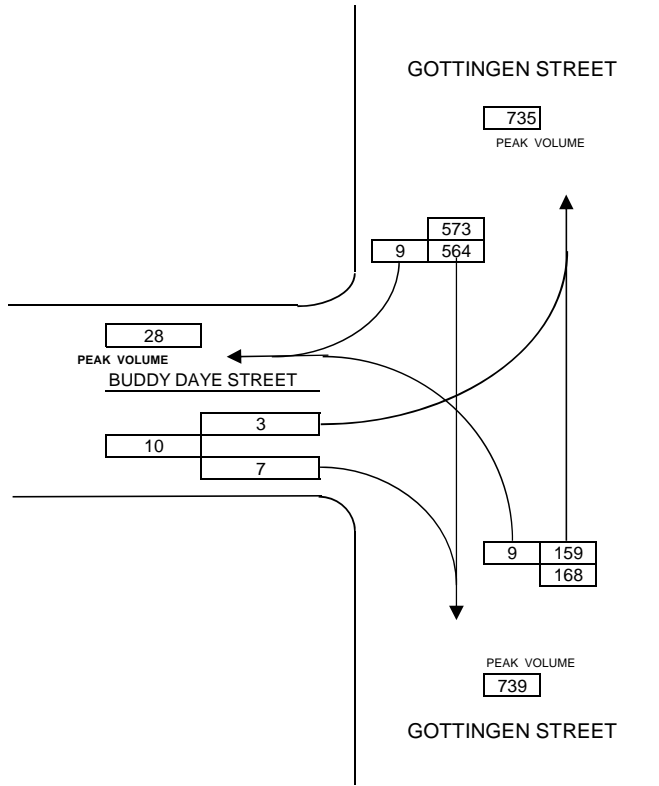 GOTTINGEN STREET
735
PEAK VOLUME
573
9 564
28
PEAK VOLUME
BUDDY DAYE STREET
3
10
7
9 159
168
PEAK VOLUME
739
GOTTINGEN STREET